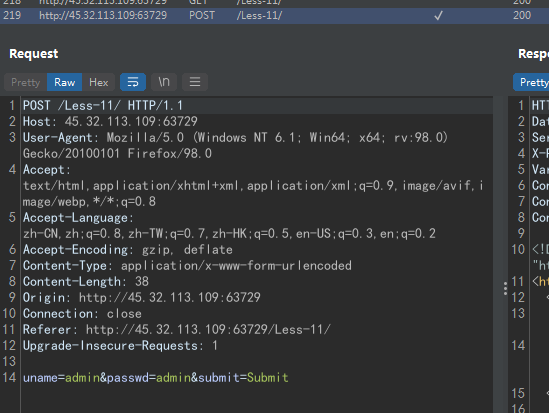 218 http://45.32.113.109:63729 GET /Less-11/ 200
219 http://45.32.113.109:63729 POST /Less-11/ ✓ 200
Request
Respo
Pretty Raw Hex \n
Pretty
1 POST /Less-11/ HTTP/1.1
2 Host: 45.32.113.109:63729
3 User-Agent: Mozilla/5.0 (Windows NT 6.1; Win64; x64; rv:98.0)
Gecko/20100101 Firefox/98.0
4 Accept:
text/html,application/xhtml+xml,application/xml;q=0.9,image/avif,i
mage/webp,*/*;q=0.8
5 Accept-Language:
zh-CN,zh;q=0.8,zh-TW;q=0.7,zh-HK;q=0.5,en-US;q=0.3,en;q=0.2
6 Accept-Encoding: gzip, deflate
7 Content-Type: application/x-www-form-urlencoded
8 Content-Length: 38
9 Origin: http://45.32.113.109:63729
10 Connection: close
11 Referer: http://45.32.113.109:63729/Less-11/
12 Upgrade-Insecure-Requests: 1
13
14 uname=admin&passwd=admin&submit=Submit
1 HTT
2 Dat
3 Ser
4 X-P
5 Var
6 Con
7 Con
8 Con
9
10 <!D
"ht
11 <ht
12 <
13
14
15 <
16